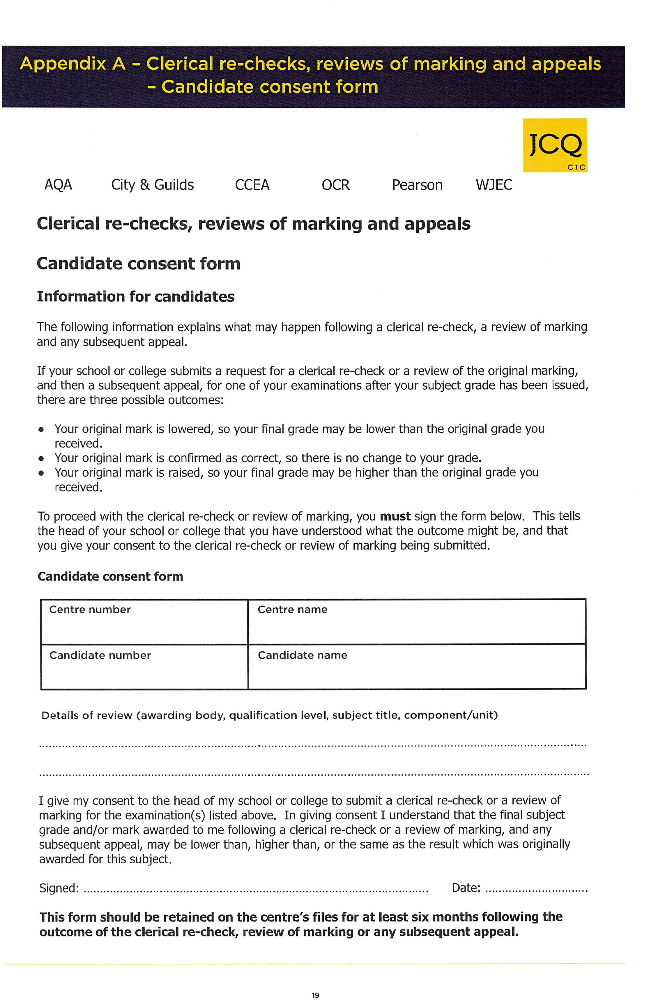 Appendix A – Clerical re-checks, reviews of marking and appeals
– Candidate consent form
JCQ
CIC
AQA City & Guilds CCEA OCR Pearson WJEC
Clerical re-checks, reviews of marking and appeals
Candidate consent form
Information for candidates
The following information explains what may happen following a clerical re-check, a review of marking
and any subsequent appeal.
If your school or college submits a request for a clerical re-check or a review of the original marking,
and then a subsequent appeal, for one of your examinations after your subject grade has been issued,
there are three possible outcomes:
• Your original mark is lowered, so your final grade may be lower than the original grade you
received.
• Your original mark is confirmed as correct, so there is no change to your grade.
• Your original mark is raised, so your final grade may be higher than the original grade you
received.
To proceed with the clerical re-check or review of marking, you must sign the form below. This tells
the head of your school or college that you have understood what the outcome might be, and that
you give your consent to the clerical re-check or review of marking being submitted.
Candidate consent form
Centre number Centre name
Candidate number Candidate name
Details of review (awarding body, qualification level, subject title, component/unit)
I give my consent to the head of my school or college to submit a clerical re-check or a review of
marking for the examination(s) listed above. In giving consent I understand that the final subject
grade and/or mark awarded to me following a clerical re-check or a review of marking, and any
subsequent appeal, may be lower than, higher than, or the same as the result which was originally
awarded for this subject.
Signed: ........................................ Date: ..............................
This form should be retained on the centre's files for at least six months following the
outcome of the clerical re-check, review of marking or any subsequent appeal.
19